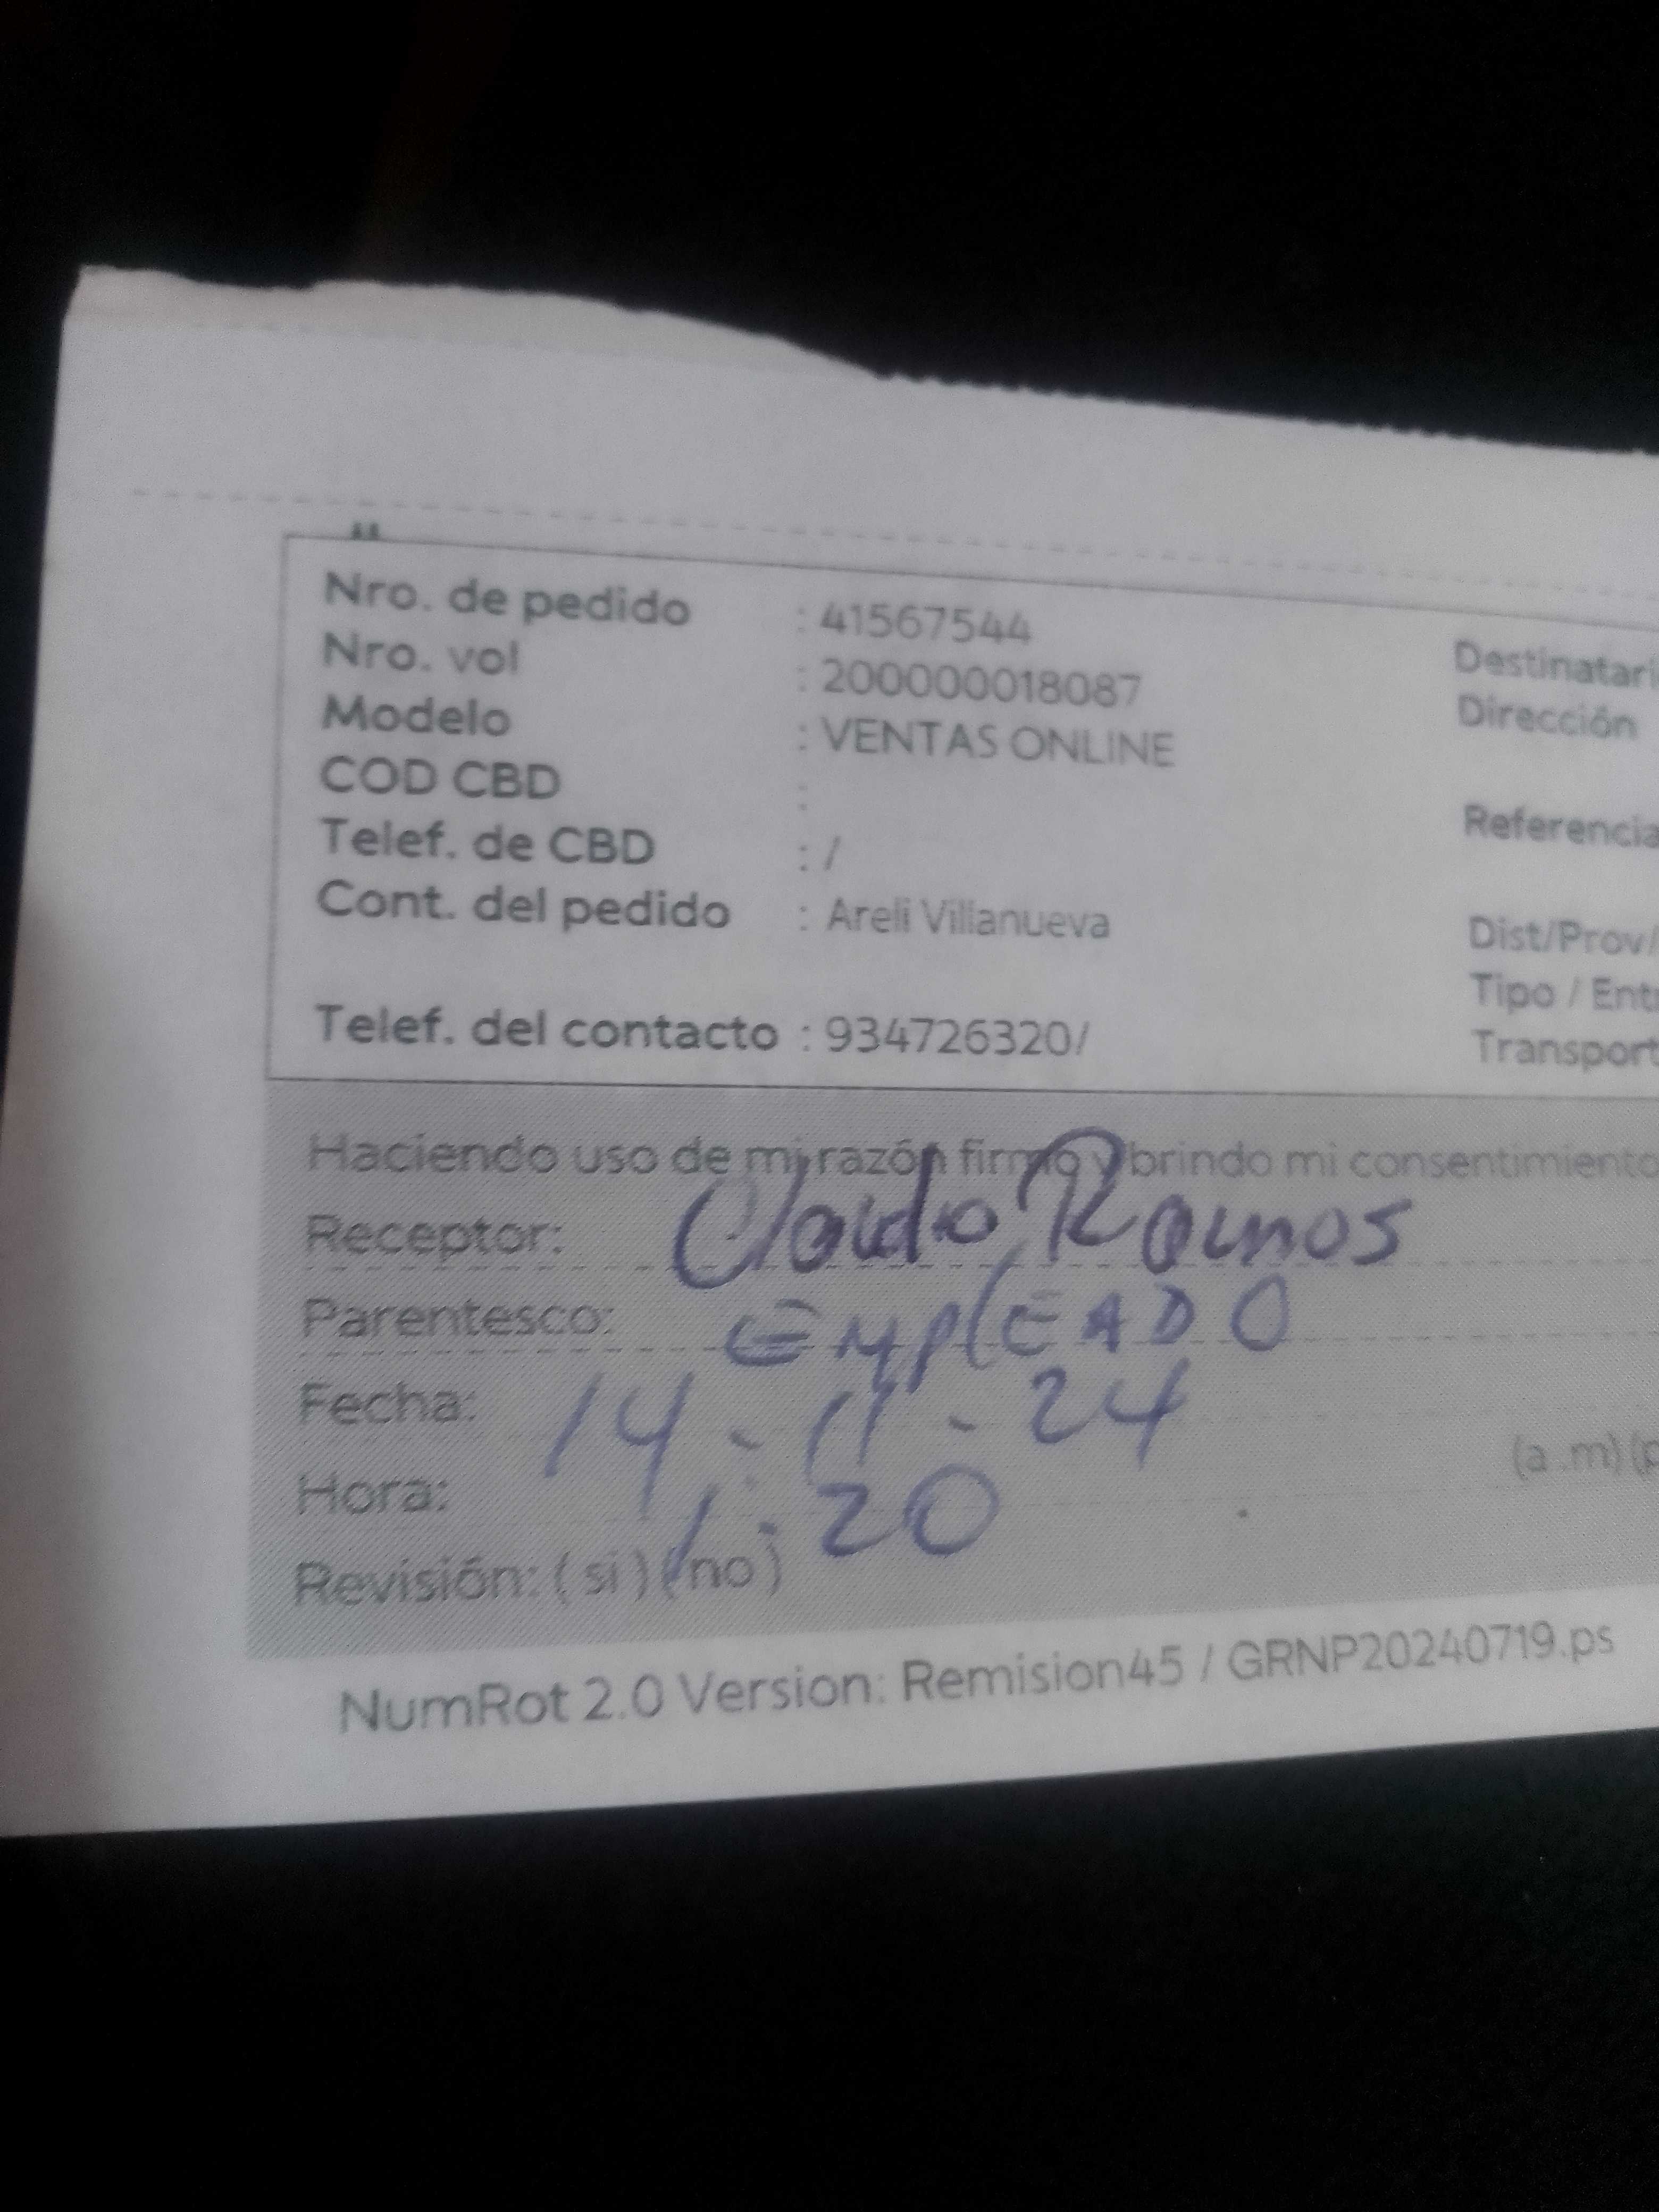 Nro. de pedido : 41567544
Nro. vol : 200000018087
Modelo : VENTAS ONLINE
COD CBD :
Telef. de CBD : /
Cont. del pedido : Areli Villanueva
Telef. del contacto : 934726320/
Destinatari
Dirección
Referencia
Dist/Prov/
Tipo / Ent
Transport
Haciendo uso de mi razón firmo y brindo mi consentimiento
Receptor: Ramos
Parentesco: EmplEADO
Fecha: 14-11-24
Hora: 1:20 (a .m) (p
Revisión: ( si ) ( no )
NumRot 2.0 Version: Remision45 / GRNP20240719.ps